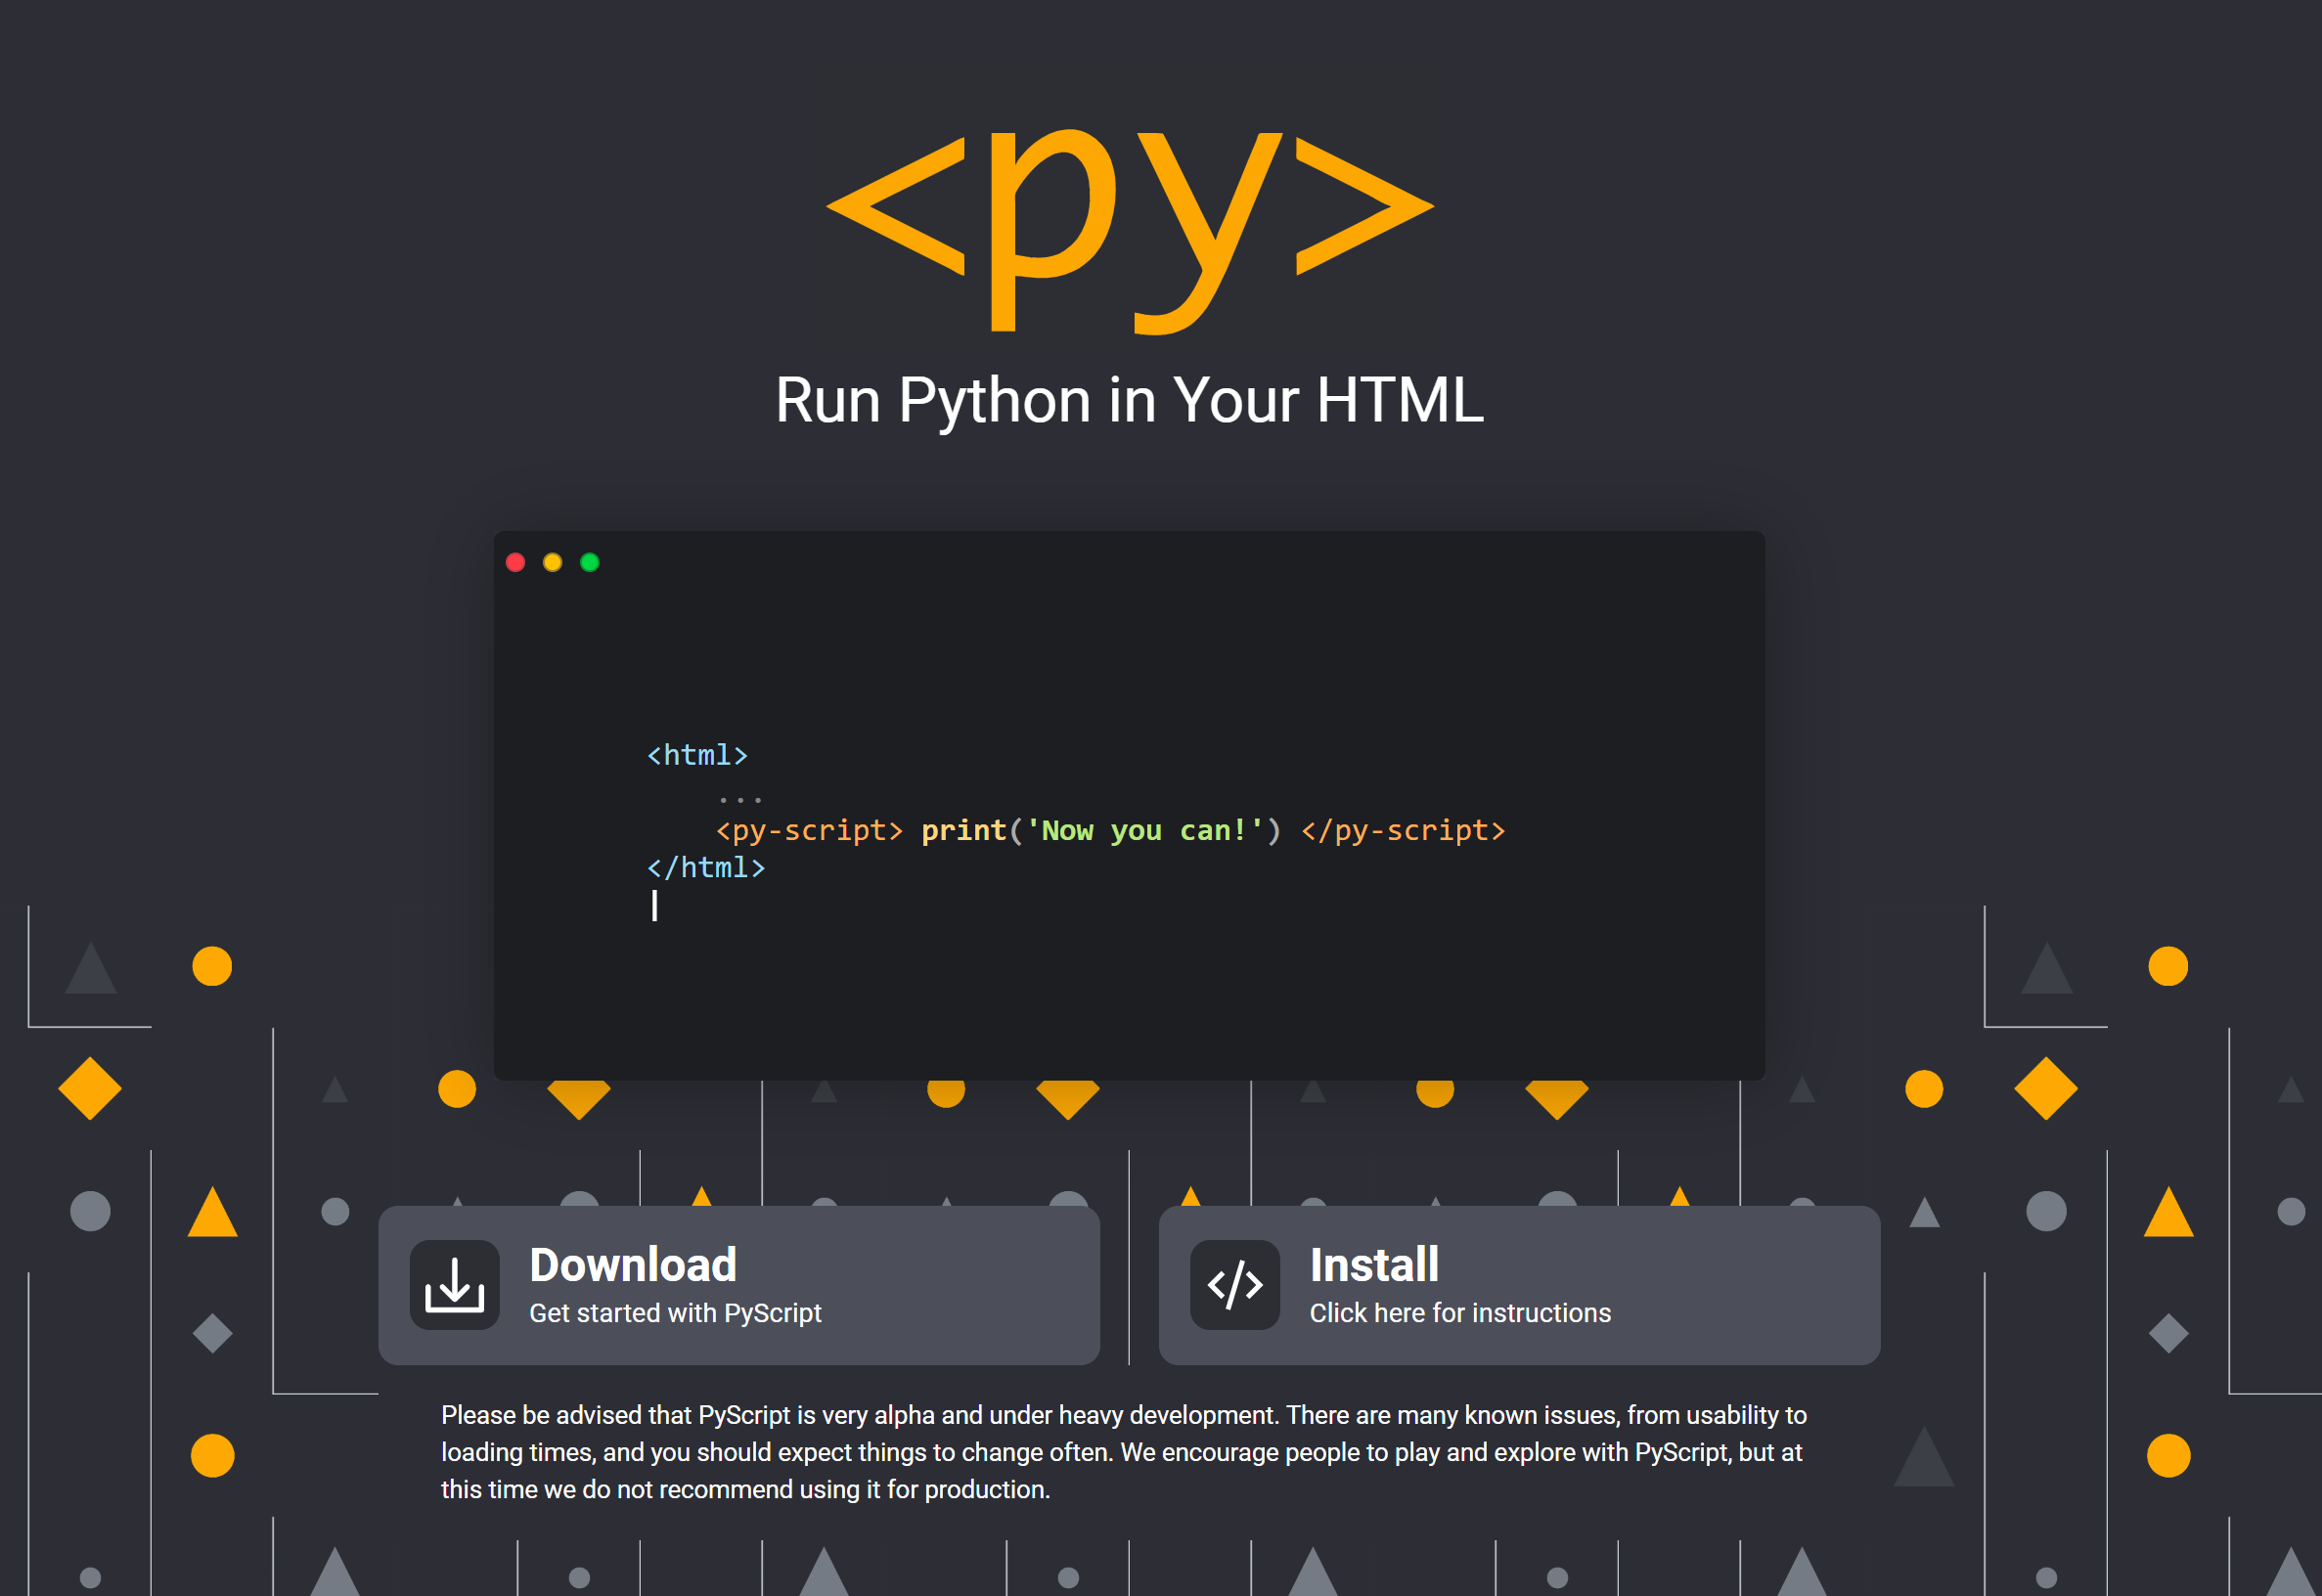 <py>
Run Python in Your HTML
<html>
...
<py-script> print('Now you can!') </py-script>
</html>
Download
Get started with PyScript
</>
Install
Click here for instructions
Please be advised that PyScript is very alpha and under heavy development. There are many known issues, from usability to
loading times, and you should expect things to change often. We encourage people to play and explore with PyScript, but at
this time we do not recommend using it for production.